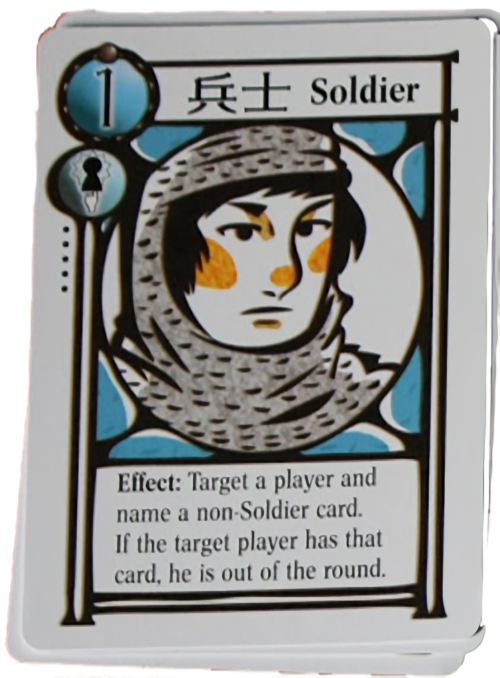 1
兵士 Soldier
Effect: Target a player and
name a non-Soldier card.
If the target player has that
card, he is out of the round.